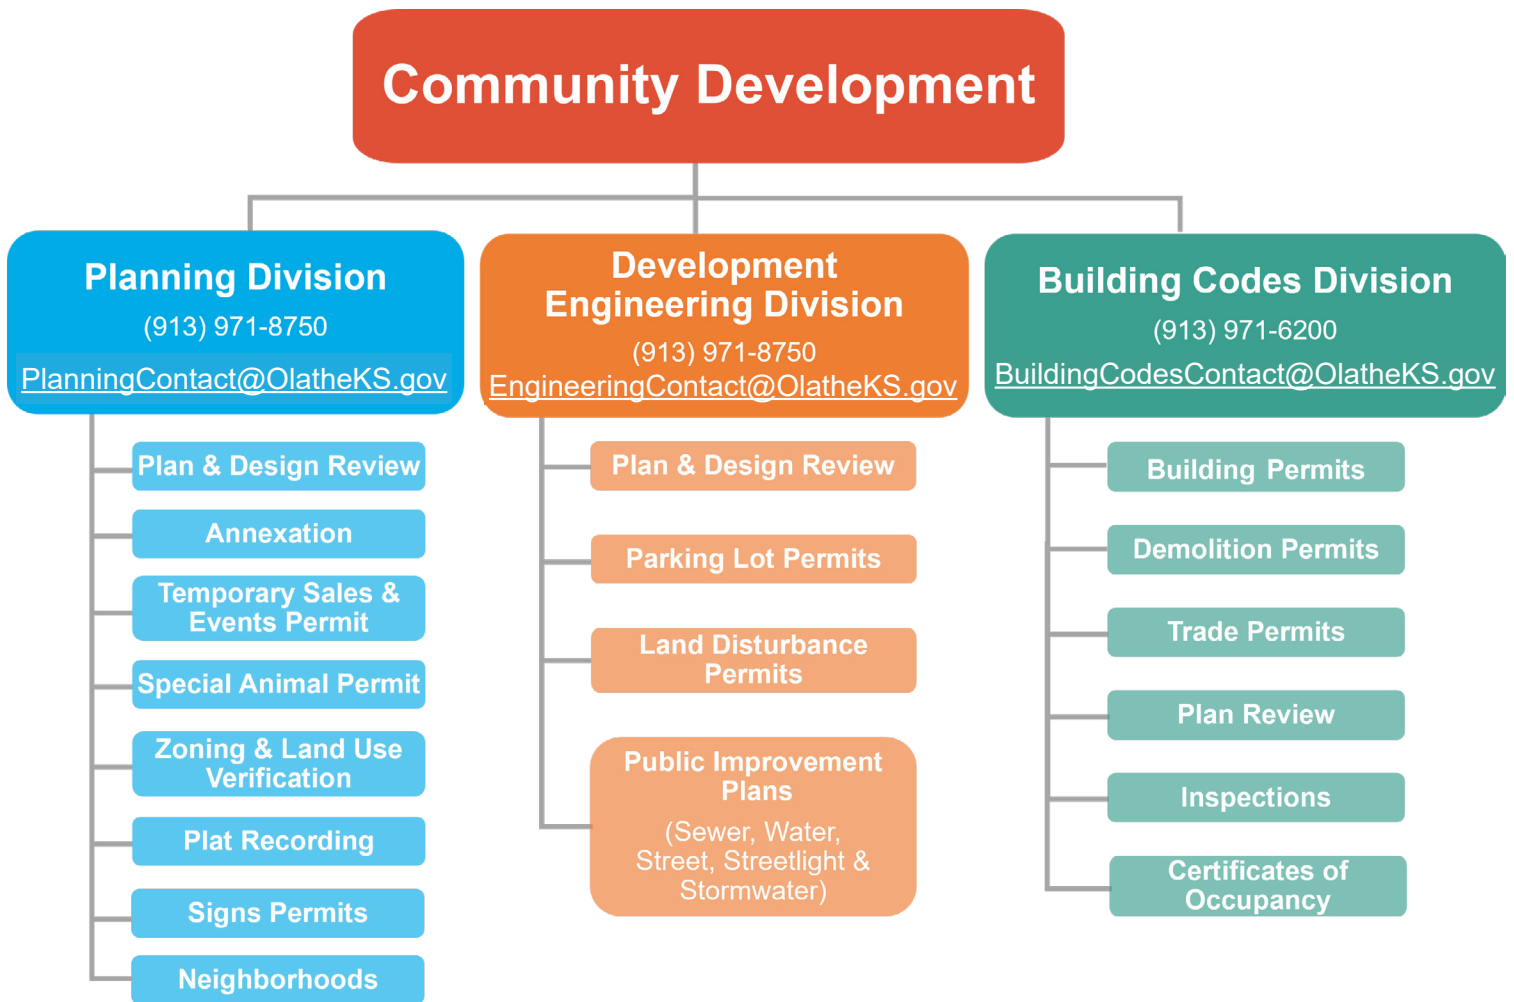 Community Development
Planning Division
(913) 971-8750
PlanningContact@OlatheKS.gov
Plan & Design Review
Annexation
Temporary Sales &
Events Permit
Special Animal Permit
Zoning & Land Use
Verification
Plat Recording
Signs Permits
Neighborhoods
Development
Engineering Division
(913) 971-8750
EngineeringContact@OlatheKS.gov
Plan & Design Review
Parking Lot Permits
Land Disturbance
Permits
Public Improvement
Plans
(Sewer, Water,
Street, Streetlight &
Stormwater)
Building Codes Division
(913) 971-6200
BuildingCodesContact@OlatheKS.gov
Building Permits
Demolition Permits
Trade Permits
Plan Review
Inspections
Certificates of
Occupancy